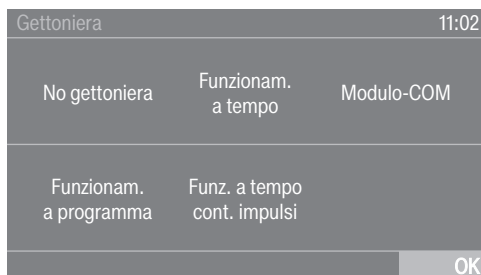 Gettoniera 11:02
No gettoniera
Funzionam.
a tempo
Modulo-COM
Funzionam.
a programma
Funz. a tempo
cont. impulsi
OK